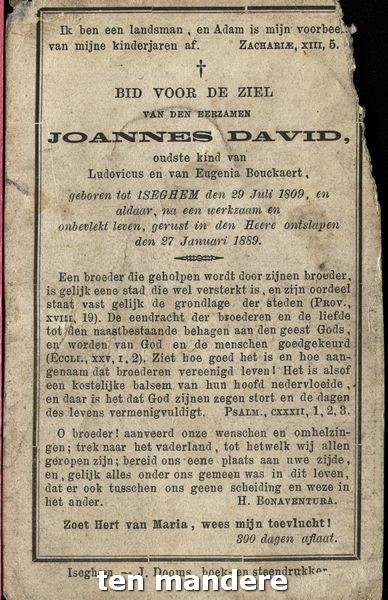 Ik ben een landsman, en Adam is mijn voorbee..
van mijne kinderjaren af. ZACHARIÆ, XIII, 5.
†
BID VOOR DE ZIEL
VAN DEN EERZAMEN
JOANNES DAVID,
oudste kind van
Ludovicus en van Eugenia Bouckaert,
geboren tot ISEGHEM den 29 Juli 1809, en
aldaar, na een werkzaam en
onbevlekt leven, gerust in den Heere ontslapen
den 27 Januari 1889.
Een broeder die geholpen wordt door zijnen broeder,
is gelijk eene stad die wel versterkt is, en zijn oordeel
staat vast gelijk de grondlage der steden (PROV.,
XVIII, 19). De eendracht der broederen en de liefde
tot den naastbestaande behagen aan den geest Gods,
en worden van God en de menschen goedgekeurd
(ECCLI., XXV, 1, 2). Ziet hoe goed het is en hoe aan-
genaam dat broederen vereenigd leven! Het is alsof
een kostelijke balsem van hun hoofd nedervloeide,
en daar is het dat God zijnen zegen stort en de dagen
des levens vermenigvuldigt. PSALM., CXXXII, 1, 2, 3.
O broeder! aanveerd onze wenschen en omhelzin-
gen; trek naar het vaderland, tot hetwelk wij allen
geroepen zijn; bereid ons eene plaats aan uwe zijde,
en, gelijk alles onder ons gemeen was in dit leven,
dat er ook tusschen ons geene scheiding en weze in
het ander. H. BONAVENTURA.
Zoet Hert van Maria, wees mijn toevlucht!
300 dagen aflaat.
Iseghem — J. Dooms, boek- en steendrukker.
ten mandere